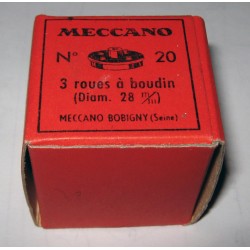 MECCANO
N° 20
3 roues à boudin
(Diam. 28 m/m)
MECCANO BOBIGNY (Seine)